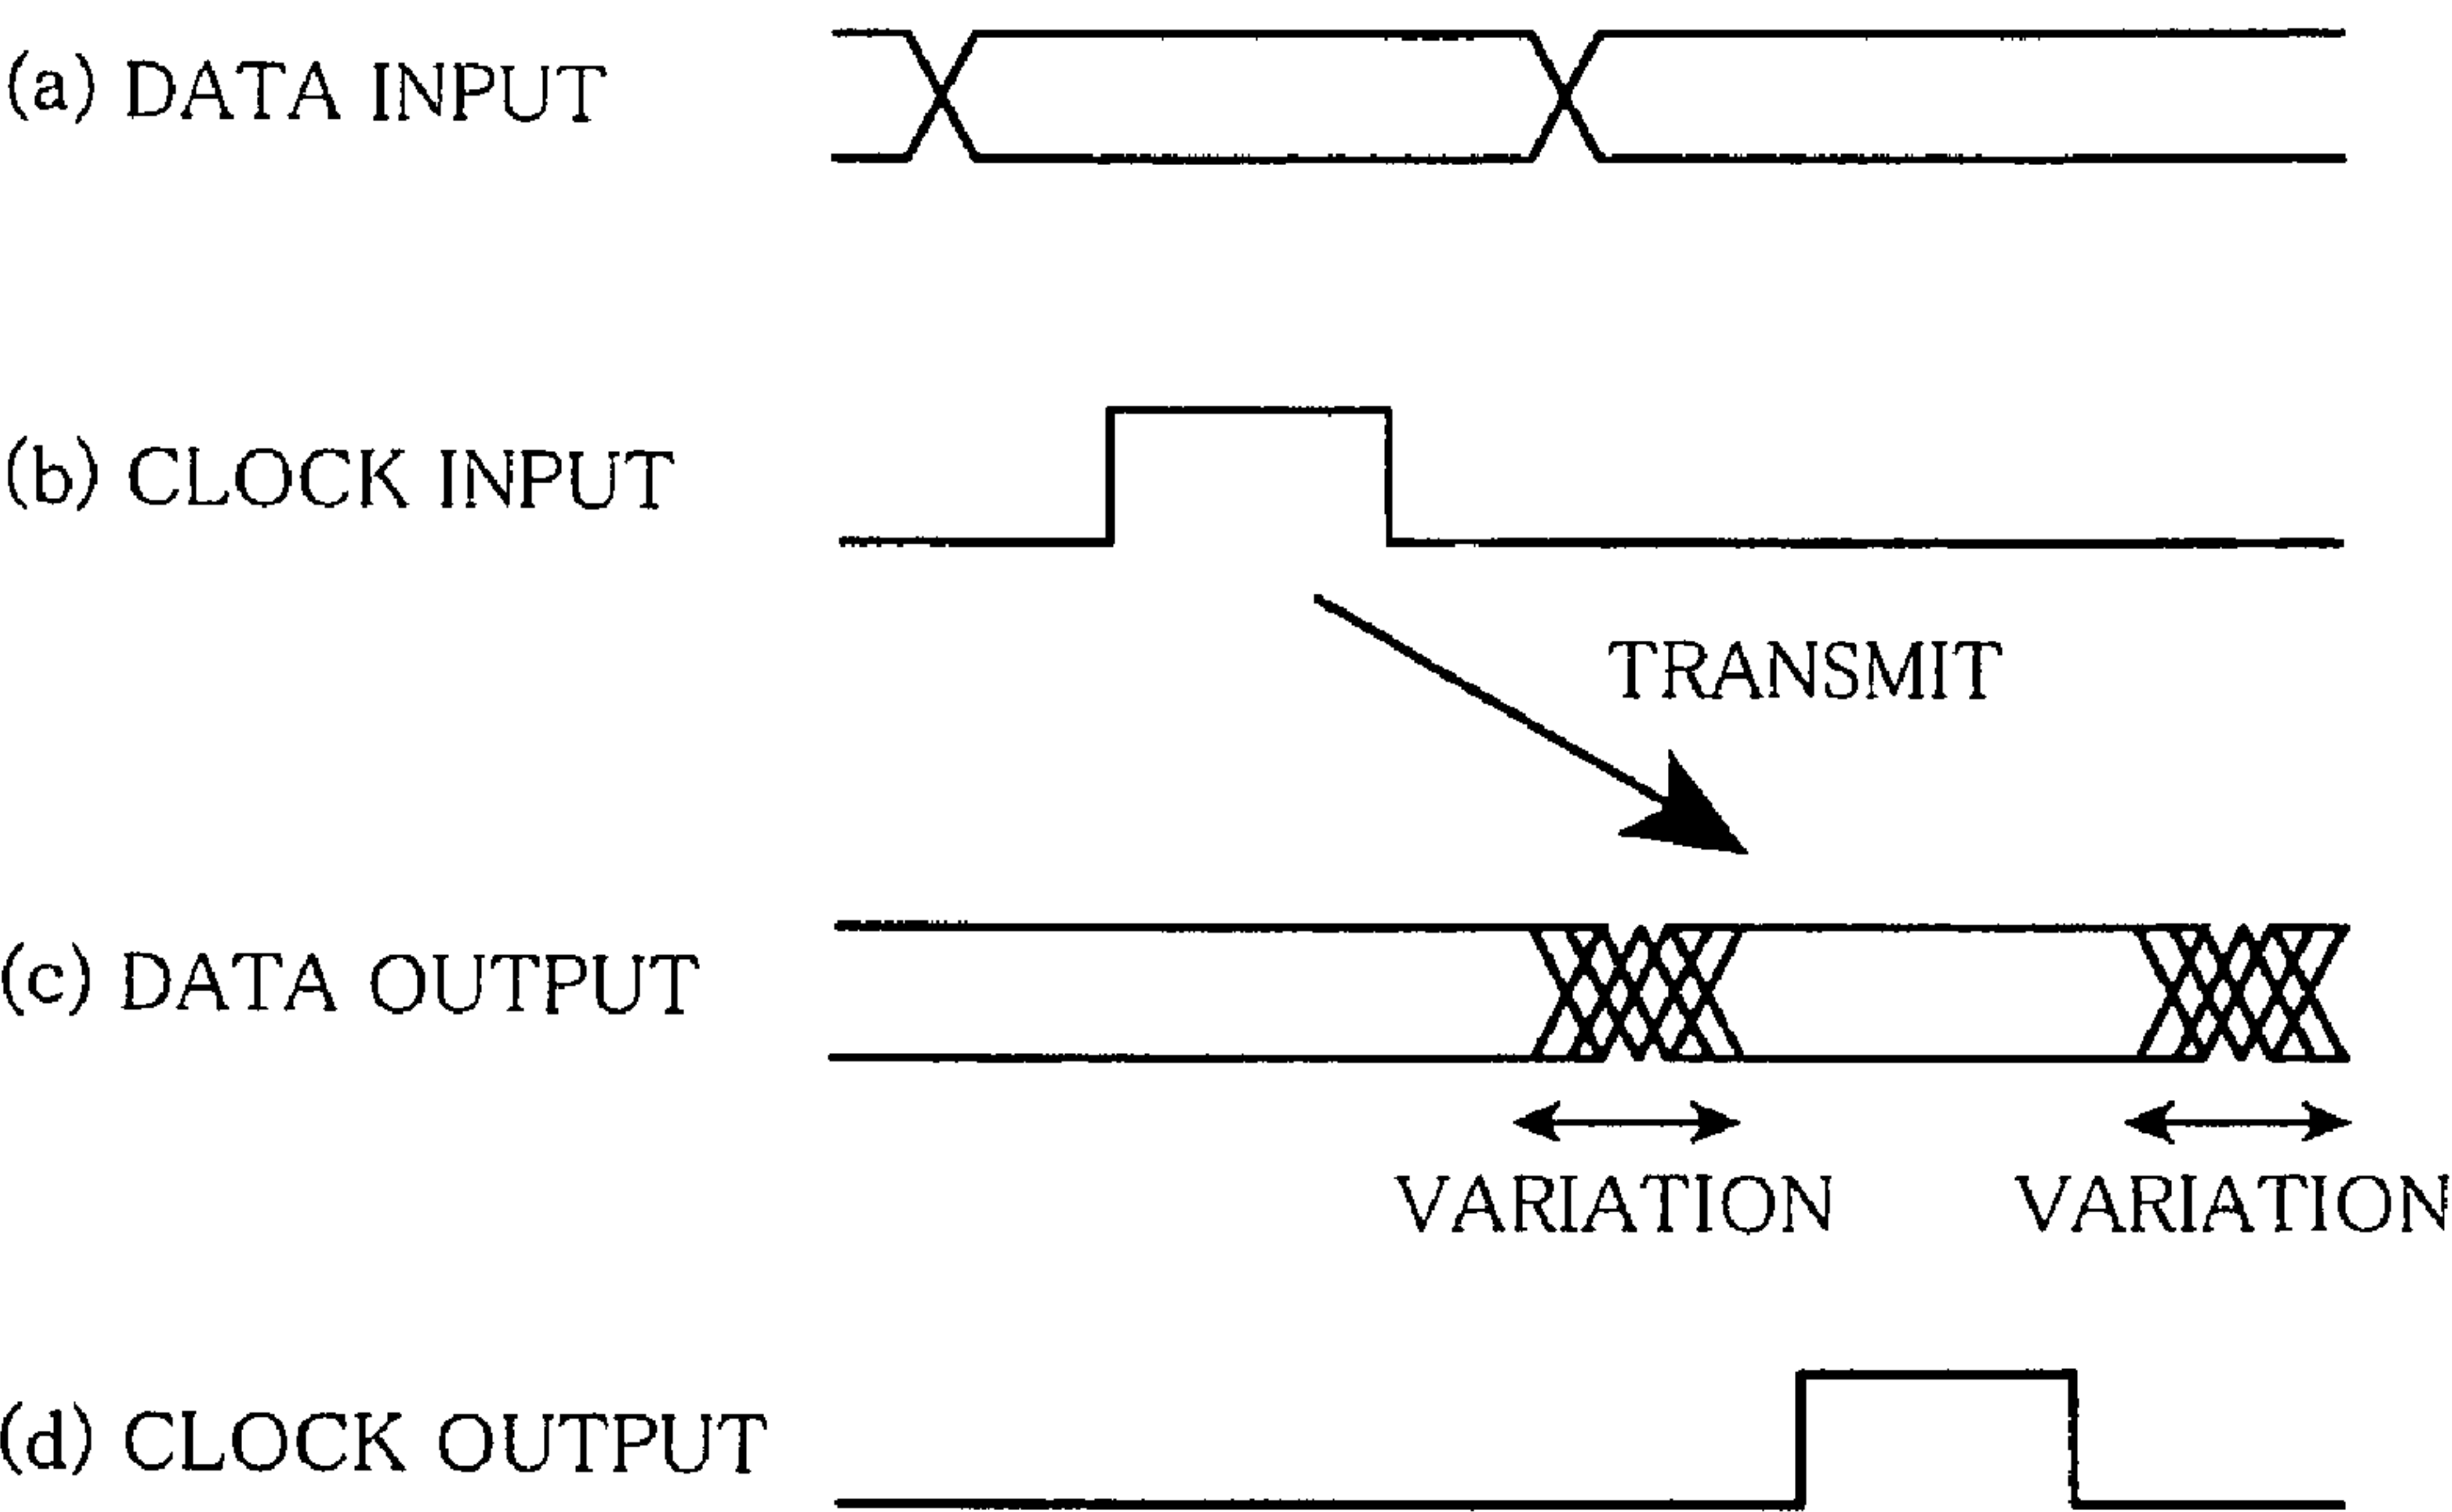 (a) DATA INPUT
(b) CLOCK INPUT
TRANSMIT
(c) DATA OUTPUT
VARIATION
VARIATION
(d) CLOCK OUTPUT